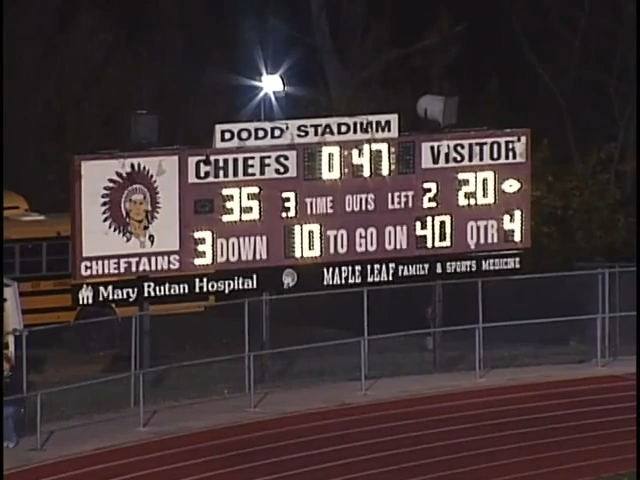 DODD' STADIUM
CHIEFS 0:47 VISITOR
35 3 TIME OUTS LEFT 2 20
3 DOWN 10 TO GO ON 40 QTR 4
CHIEFTAINS
Mary Rutan Hospital MAPLE LEAF FAMILY & SPORTS MEDICINE